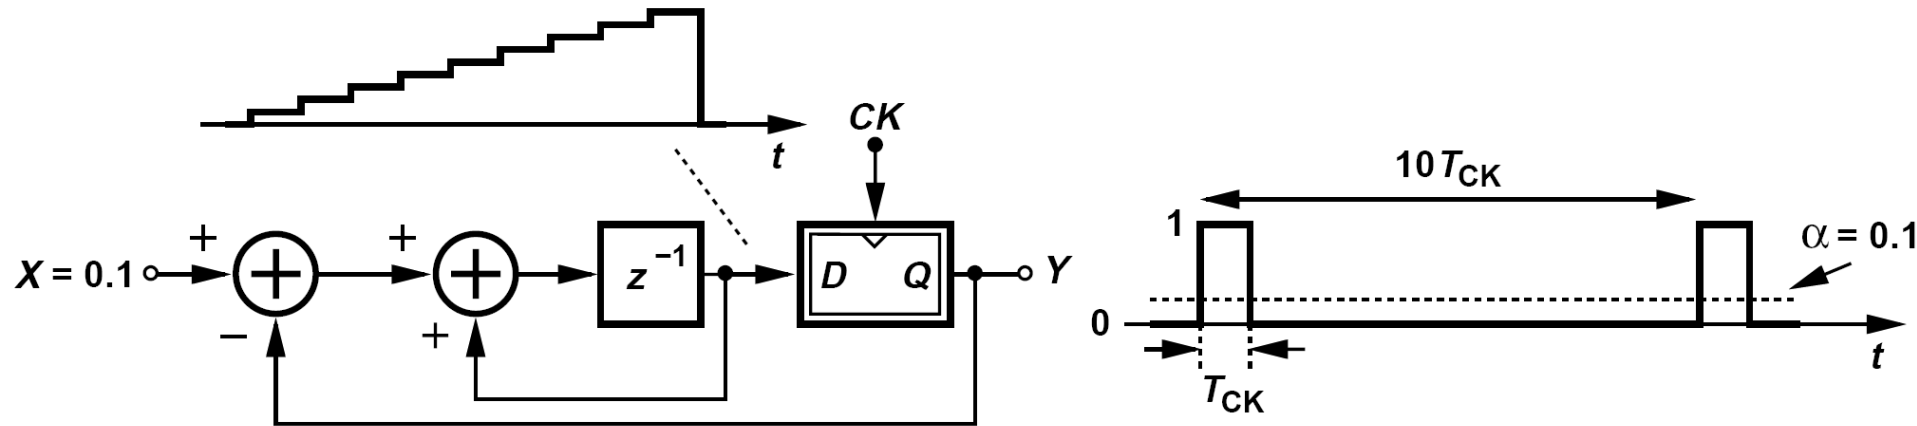 t
CK
X = 0.1
+
−
+
+
z⁻¹
D
Q
Y
10 T_CK
1
0
α = 0.1
T_CK
t